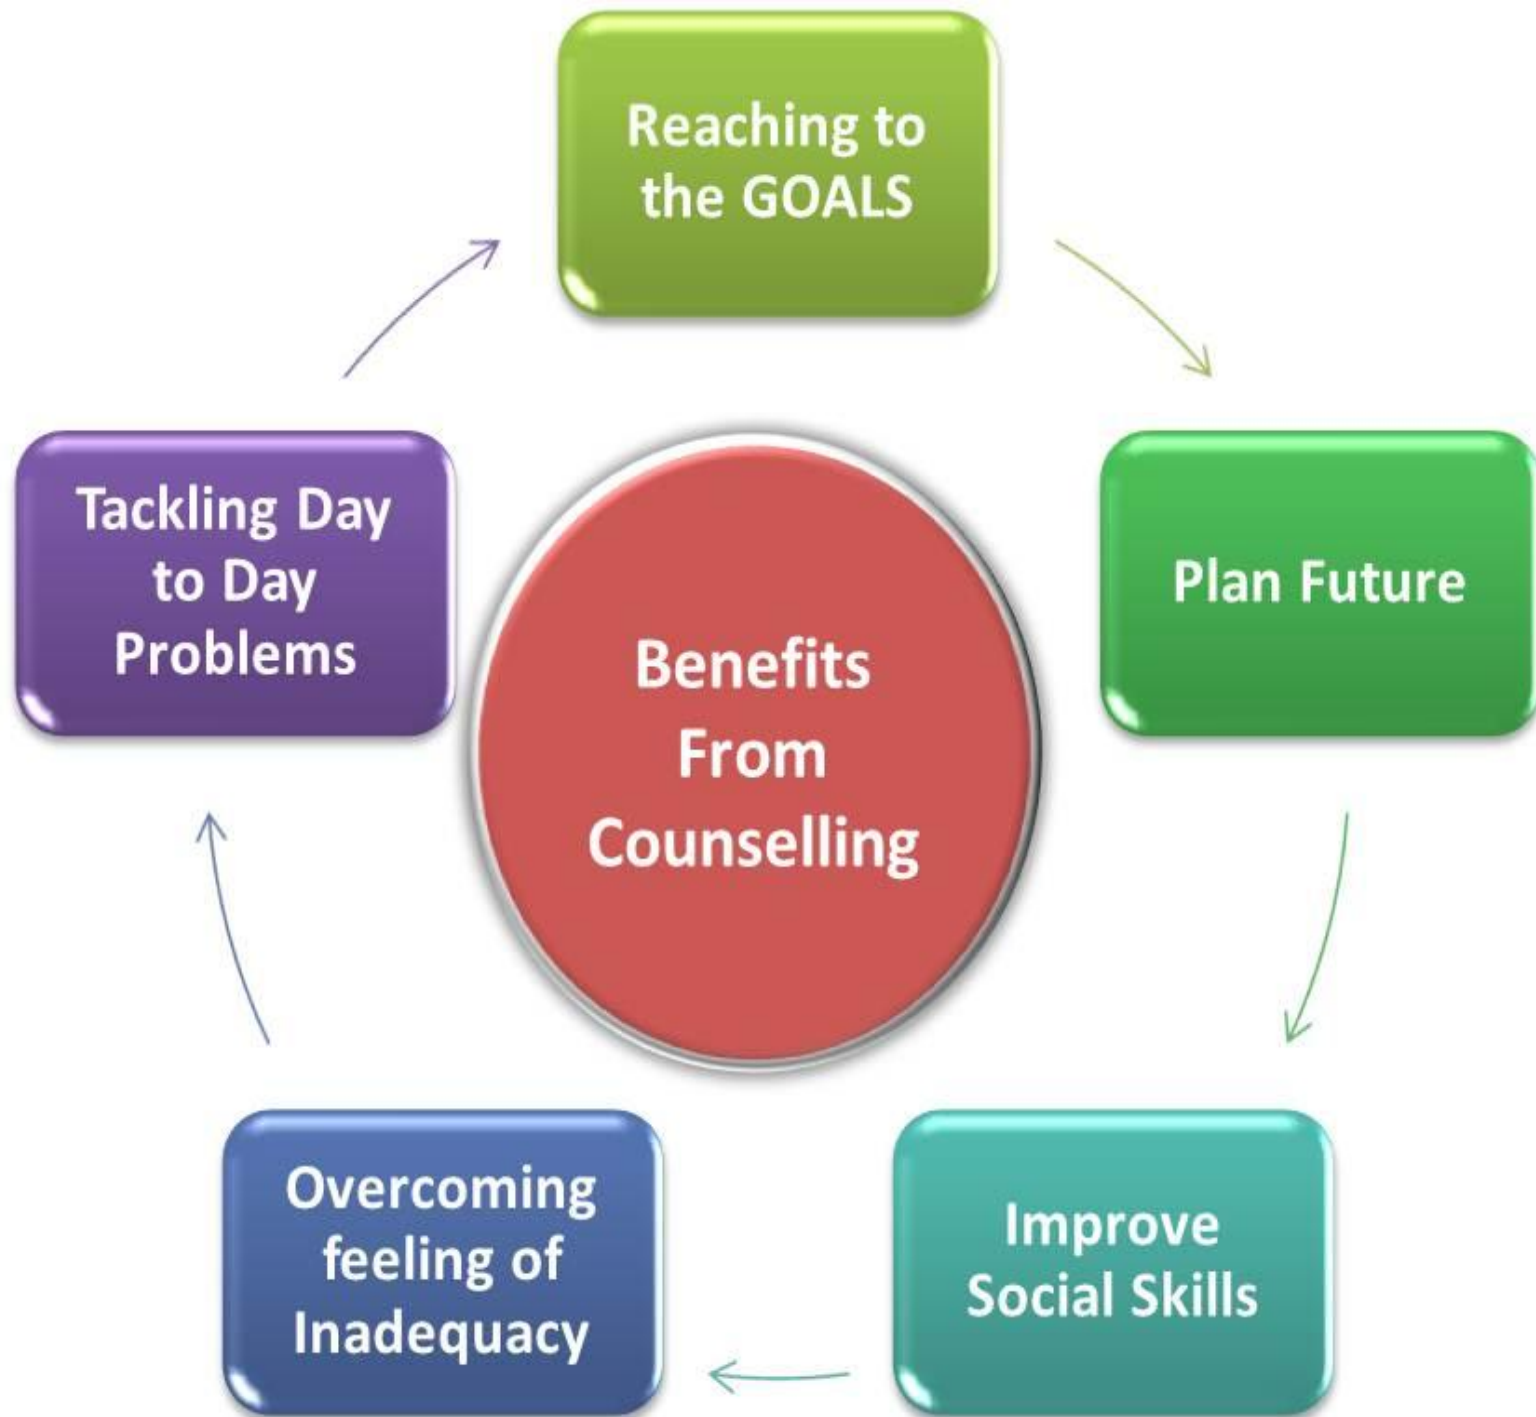 Reaching to
the GOALS
Plan Future
Improve
Social Skills
Overcoming
feeling of
Inadequacy
Tackling Day
to Day
Problems
Benefits
From
Counselling